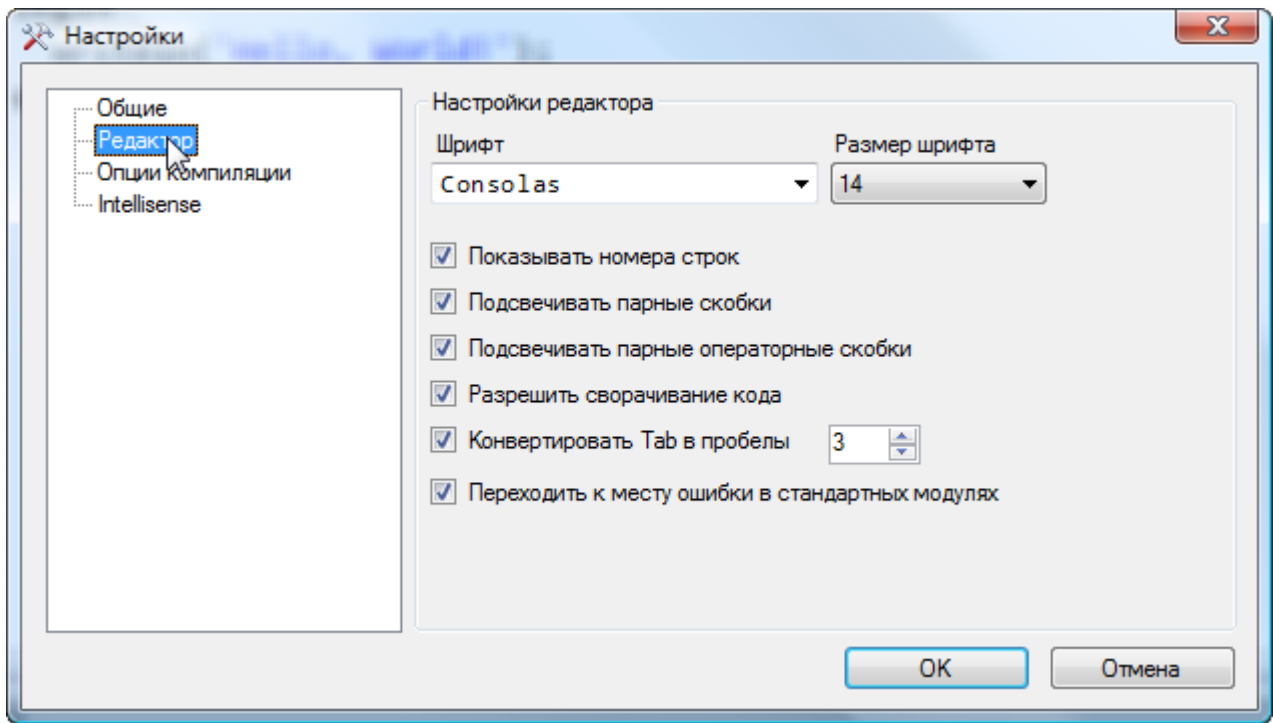 Настройки
Общие
Редактор
Опции компиляции
Intellisense
Настройки редактора
Шрифт
Размер шрифта
Consolas
14
Показывать номера строк
Подсвечивать парные скобки
Подсвечивать парные операторные скобки
Разрешить сворачивание кода
Конвертировать Tab в пробелы 3
Переходить к месту ошибки в стандартных модулях
OK
Отмена